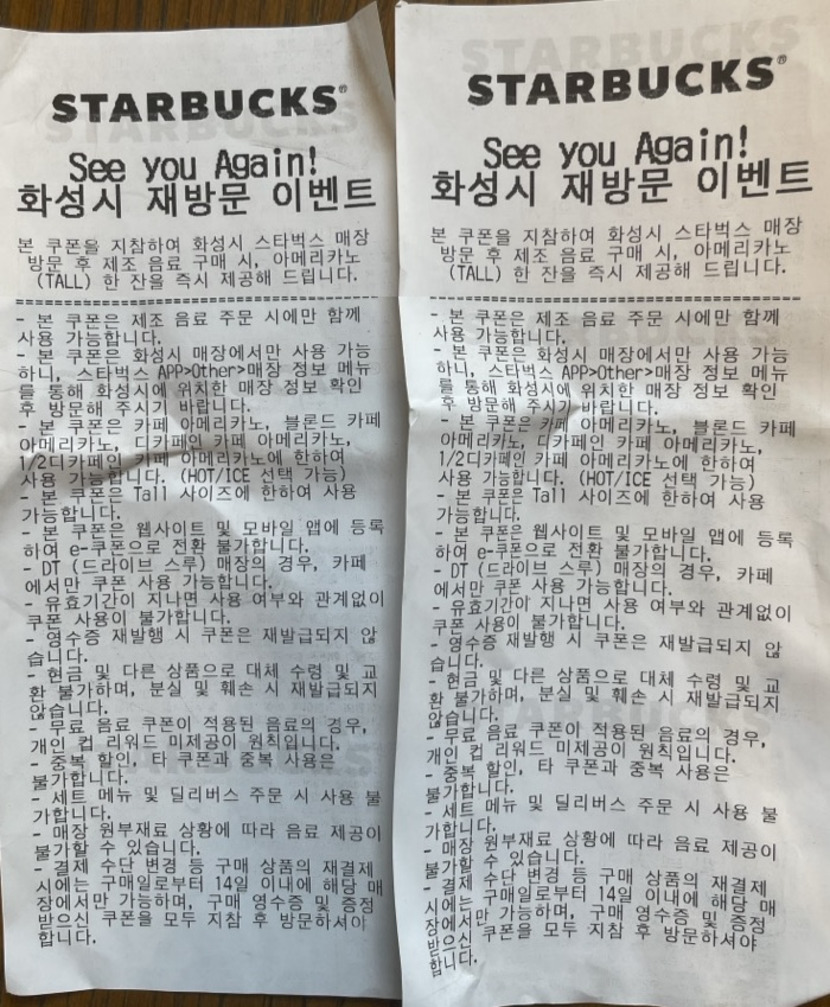 STARBUCKS®
See you Again!
화성시 재방문 이벤트
본 쿠폰을 지참하여 화성시 스타벅스 매장
방문 후 제조 음료 구매 시, 아메리카노
(TALL) 한 잔을 즉시 제공해 드립니다.
- 본 쿠폰은 제조 음료 주문 시에만 함께
사용 가능합니다.
- 본 쿠폰은 화성시 매장에서만 사용 가능
하니, 스타벅스 APP>Other>매장 정보 메뉴
를 통해 화성시에 위치한 매장 정보 확인
후 방문해 주시기 바랍니다.
- 본 쿠폰은 카페 아메리카노, 블론드 카페
아메리카노, 디카페인 카페 아메리카노,
1/2디카페인 카페 아메리카노에 한하여
사용 가능합니다. (HOT/ICE 선택 가능)
- 본 쿠폰은 Tall 사이즈에 한하여 사용
가능합니다.
- 본 쿠폰은 웹사이트 및 모바일 앱에 등록
하여 e-쿠폰으로 전환 불가합니다.
- DT (드라이브 스루) 매장의 경우, 카페
에서만 쿠폰 사용 가능합니다.
- 유효기간이 지나면 사용 여부와 관계없이
쿠폰 사용이 불가합니다.
- 영수증 재발행 시 쿠폰은 재발급되지 않
습니다.
- 현금 및 다른 상품으로 대체 수령 및 교
환 불가하며, 분실 및 훼손 시 재발급되지
않습니다.
- 무료 음료 쿠폰이 적용된 음료의 경우,
개인 컵 리워드 미제공이 원칙입니다.
- 중복 할인, 타 쿠폰과 중복 사용은
불가합니다.
- 세트 메뉴 및 딜리버스 주문 시 사용 불
가합니다.
- 매장 원부재료 상황에 따라 음료 제공이
불가할 수 있습니다.
- 결제 수단 변경 등 구매 상품의 재결제
시에는 구매일로부터 14일 이내에 해당 매
장에서만 가능하며, 구매 영수증 및 증정
받으신 쿠폰을 모두 지참 후 방문하셔야
합니다.
STARBUCKS®
See you Again!
화성시 재방문 이벤트
본 쿠폰을 지참하여 화성시 스타벅스 매장
방문 후 제조 음료 구매 시, 아메리카노
(TALL) 한 잔을 즉시 제공해 드립니다.
- 본 쿠폰은 제조 음료 주문 시에만 함께
사용 가능합니다.
- 본 쿠폰은 화성시 매장에서만 사용 가능
하니, 스타벅스 APP>Other>매장 정보 메뉴
를 통해 화성시에 위치한 매장 정보 확인
후 방문해 주시기 바랍니다.
- 본 쿠폰은 카페 아메리카노, 블론드 카페
아메리카노, 디카페인 카페 아메리카노,
1/2디카페인 카페 아메리카노에 한하여
사용 가능합니다. (HOT/ICE 선택 가능)
- 본 쿠폰은 Tall 사이즈에 한하여 사용
가능합니다.
- 본 쿠폰은 웹사이트 및 모바일 앱에 등록
하여 e-쿠폰으로 전환 불가합니다.
- DT (드라이브 스루) 매장의 경우, 카페
에서만 쿠폰 사용 가능합니다.
- 유효기간이 지나면 사용 여부와 관계없이
쿠폰 사용이 불가합니다.
- 영수증 재발행 시 쿠폰은 재발급되지 않
습니다.
- 현금 및 다른 상품으로 대체 수령 및 교
환 불가하며, 분실 및 훼손 시 재발급되지
않습니다.
- 무료 음료 쿠폰이 적용된 음료의 경우,
개인 컵 리워드 미제공이 원칙입니다.
- 중복 할인, 타 쿠폰과 중복 사용은
불가합니다.
- 세트 메뉴 및 딜리버스 주문 시 사용 불
가합니다.
- 매장 원부재료 상황에 따라 음료 제공이
불가할 수 있습니다.
- 결제 수단 변경 등 구매 상품의 재결제
시에는 구매일로부터 14일 이내에 해당 매
장에서만 가능하며, 구매 영수증 및 증정
받으신 쿠폰을 모두 지참 후 방문하셔야
합니다.